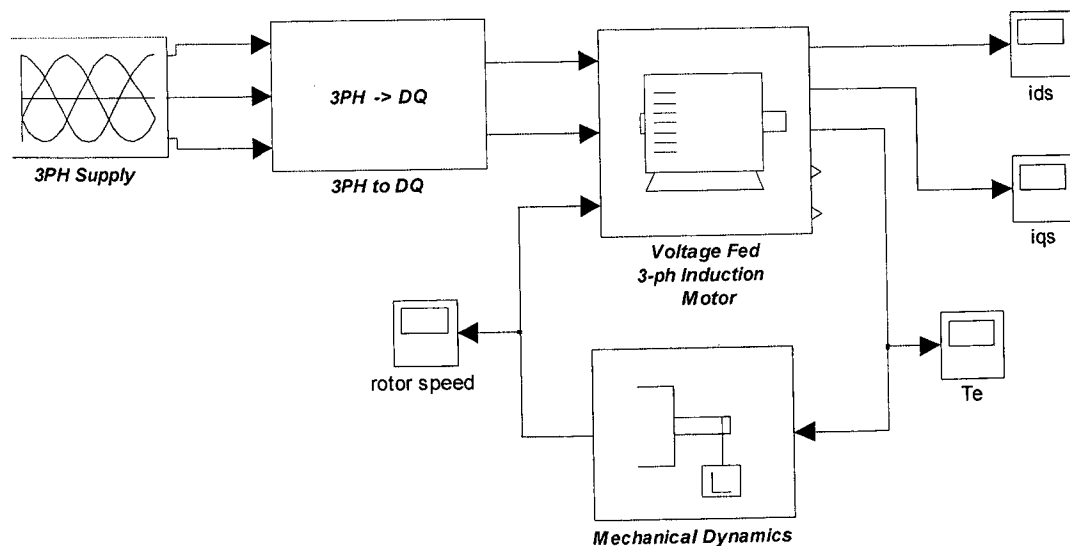 3PH -> DQ
3PH Supply
3PH to DQ
ids
iqs
Voltage Fed
3-ph Induction
Motor
rotor speed
Te
Mechanical Dynamics